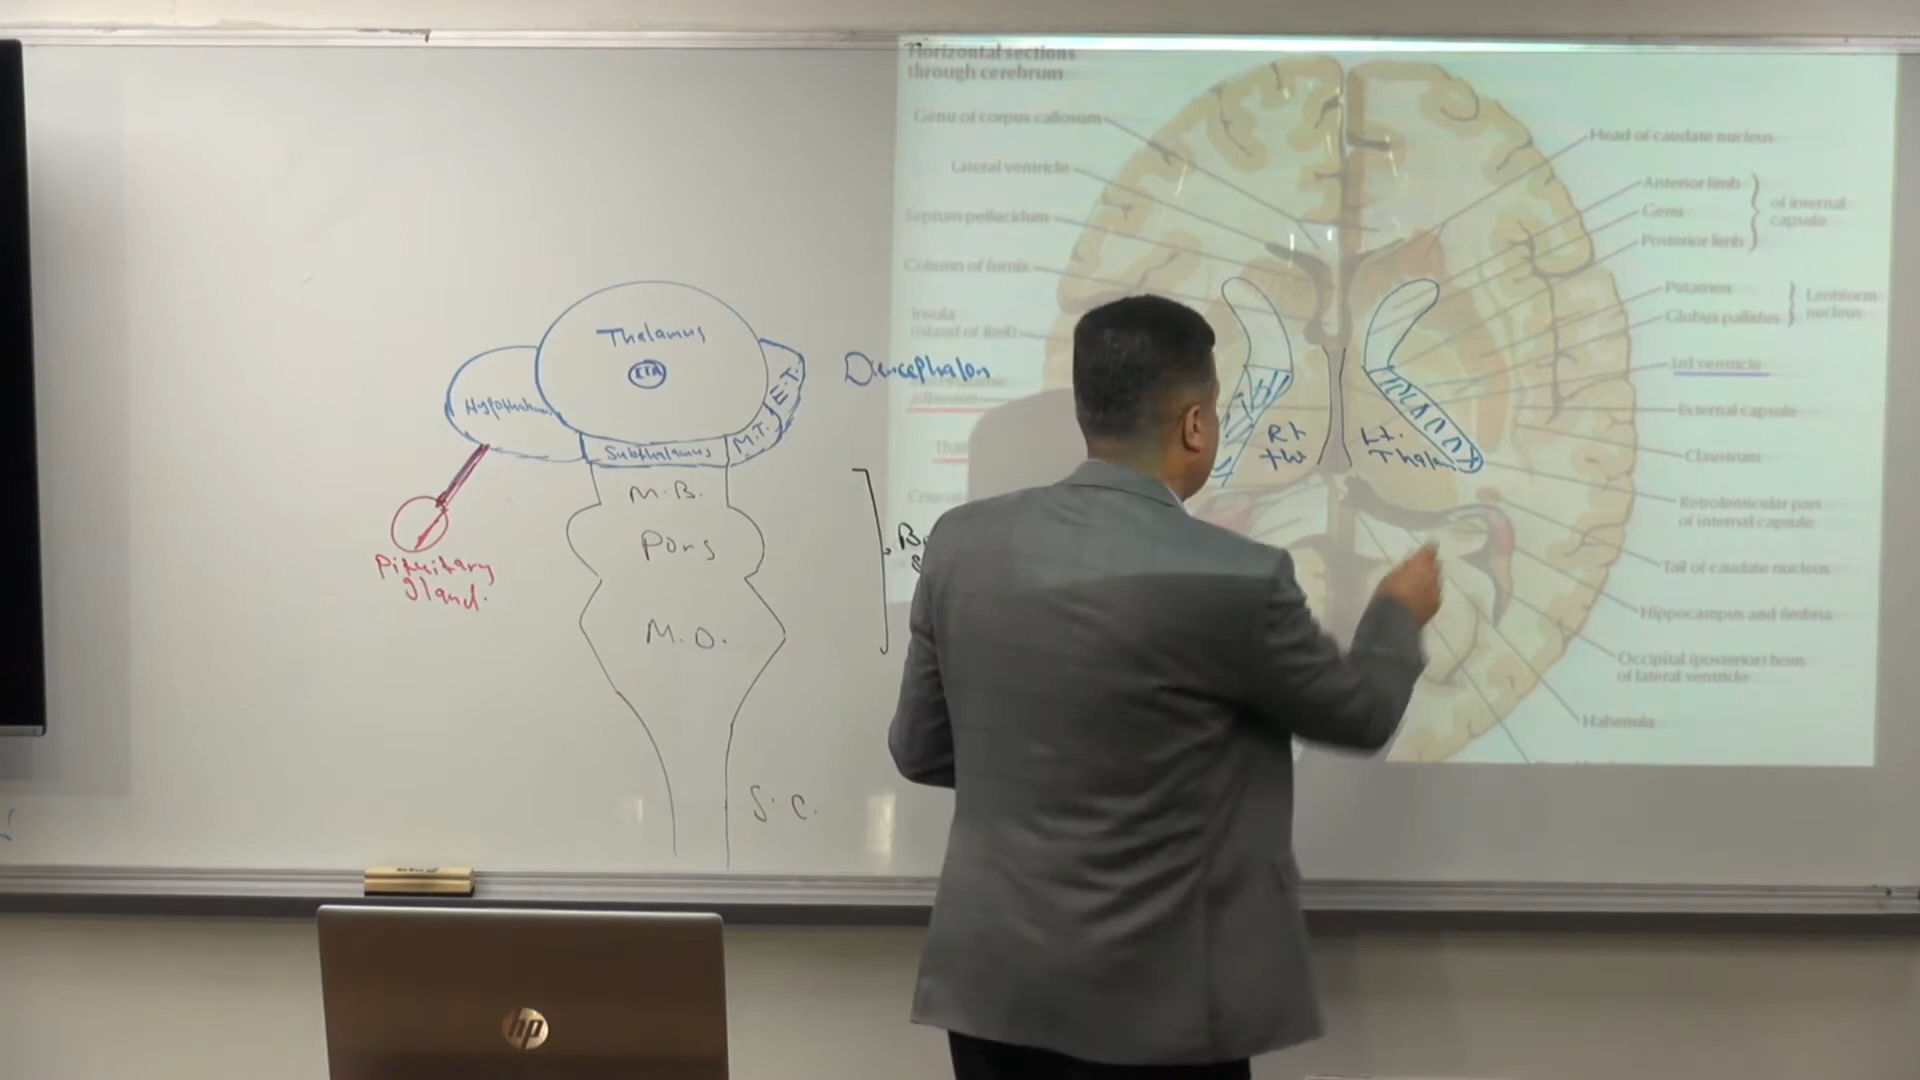 Thalamus
Hypothalamus
Subthalamus
M.T.
E.T.
Diencephalon
M.B.
Pons
M.O.
S.C.
Pituitary
gland.
Horizontal sections
through cerebrum
Genu of corpus callosum
Lateral ventricle
Septum pellucidum
Column of fornix
Insula
(island of Reil)
Head of caudate nucleus
Anterior limb
Genu
Posterior limb
of internal
capsule
Putamen
Globus pallidus
Lentiform
nucleus
3rd ventricle
External capsule
Claustrum
Retrolenticular part
of internal capsule
Tail of caudate nucleus
Hippocampus and fimbria
Occipital (posterior) horn
of lateral ventricle
Habenula
Rt
Lt.
hp